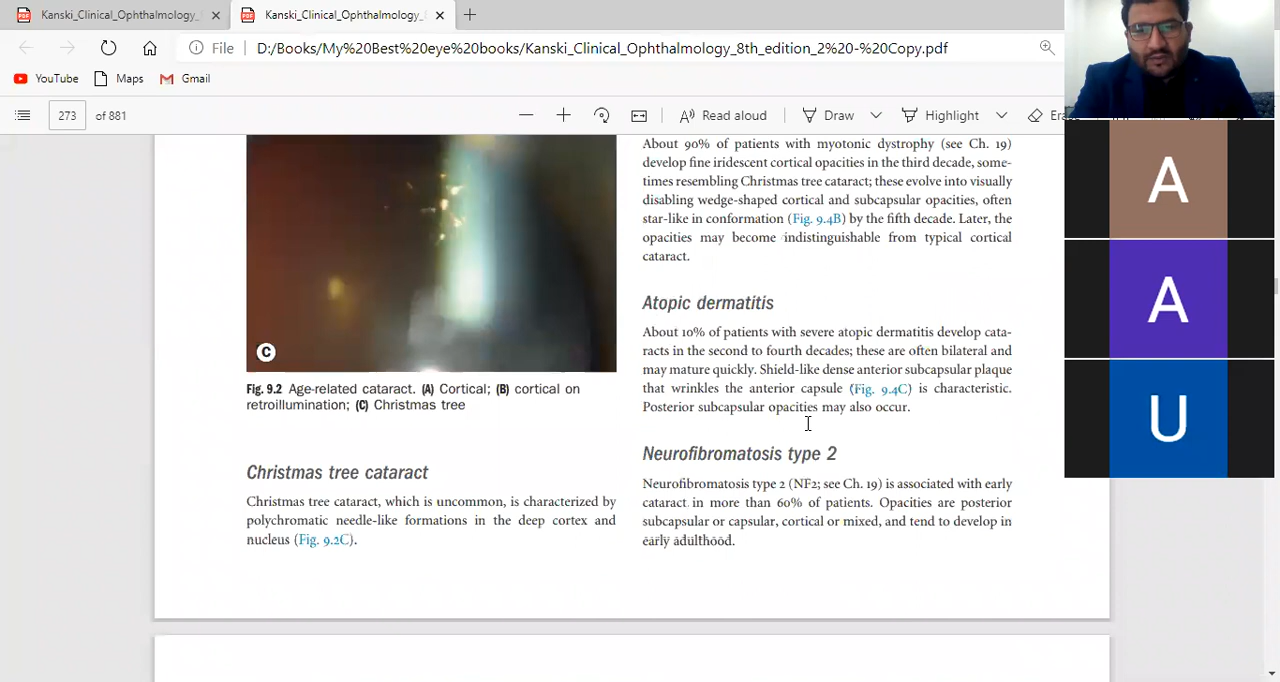 Kanski_Clinical_Ophthalmology_
Kanski_Clinical_Ophthalmology_
File
D:/Books/My%20Best%20eye%20books/Kanski_Clinical_Ophthalmology_8th_edition_2%20-%20Copy.pdf
YouTube
Maps
Gmail
273 of 881
Read aloud
Draw
Highlight
C
Fig. 9.2 Age-related cataract. (A) Cortical; (B) cortical on
retroillumination; (C) Christmas tree
Christmas tree cataract
Christmas tree cataract, which is uncommon, is characterized by
polychromatic needle-like formations in the deep cortex and
nucleus (Fig. 9.2C).
About 90% of patients with myotonic dystrophy (see Ch. 19)
develop fine iridescent cortical opacities in the third decade, some-
times resembling Christmas tree cataract; these evolve into visually
disabling wedge-shaped cortical and subcapsular opacities, often
star-like in conformation (Fig. 9.4B) by the fifth decade. Later, the
opacities may become indistinguishable from typical cortical
cataract.
Atopic dermatitis
About 10% of patients with severe atopic dermatitis develop cata-
racts in the second to fourth decades; these are often bilateral and
may mature quickly. Shield-like dense anterior subcapsular plaque
that wrinkles the anterior capsule (Fig. 9.4C) is characteristic.
Posterior subcapsular opacities may also occur.
Neurofibromatosis type 2
Neurofibromatosis type 2 (NF2; see Ch. 19) is associated with early
cataract in more than 60% of patients. Opacities are posterior
subcapsular or capsular, cortical or mixed, and tend to develop in
early adulthood.
A
A
U